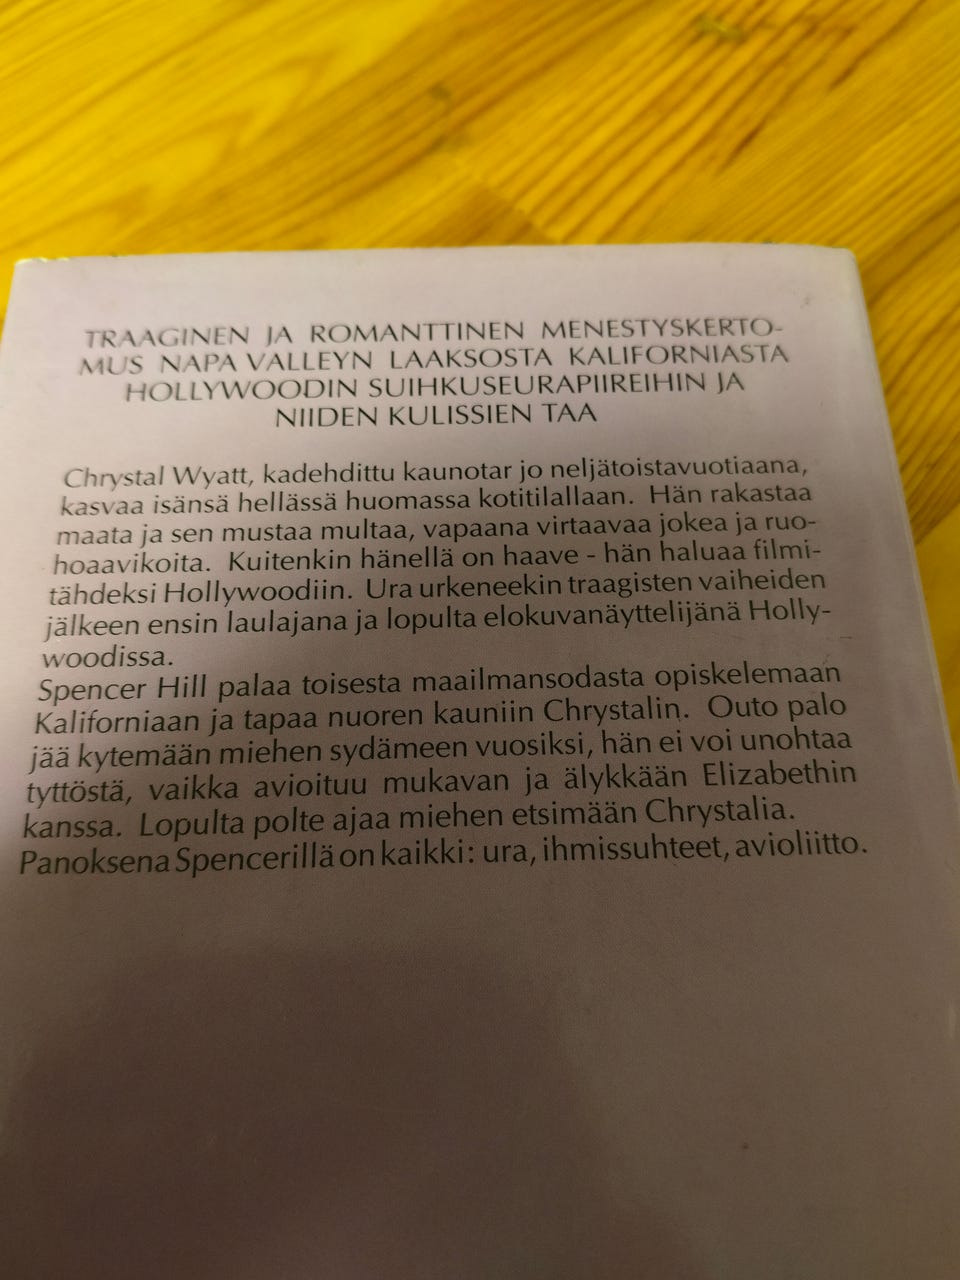 TRAAGINEN JA ROMANTTINEN MENESTYSKERTO-
MUS NAPA VALLEYN LAAKSOSTA KALIFORNIASTA
HOLLYWOODIN SUIHKUSEURAPIIREIHIN JA
NIIDEN KULISSIEN TAA
Chrystal Wyatt, kadehdittu kaunotar jo neljätoistavuotiaana,
kasvaa isänsä hellässä huomassa kotitilallaan. Hän rakastaa
maata ja sen mustaa multaa, vapaana virtaavaa jokea ja ruo-
hoaavikoita. Kuitenkin hänellä on haave - hän haluaa filmi-
tähdeksi Hollywoodiin. Ura urkeneekin traagisten vaiheiden
jälkeen ensin laulajana ja lopulta elokuvanäyttelijänä Holly-
woodissa.
Spencer Hill palaa toisesta maailmansodasta opiskelemaan
Kaliforniaan ja tapaa nuoren kauniin Chrystalin. Outo palo
jää kytemään miehen sydämeen vuosiksi, hän ei voi unohtaa
tyttöstä, vaikka avioituu mukavan ja älykkään Elizabethin
kanssa. Lopulta polte ajaa miehen etsimään Chrystalia.
Panoksena Spencerillä on kaikki: ura, ihmissuhteet, avioliitto.